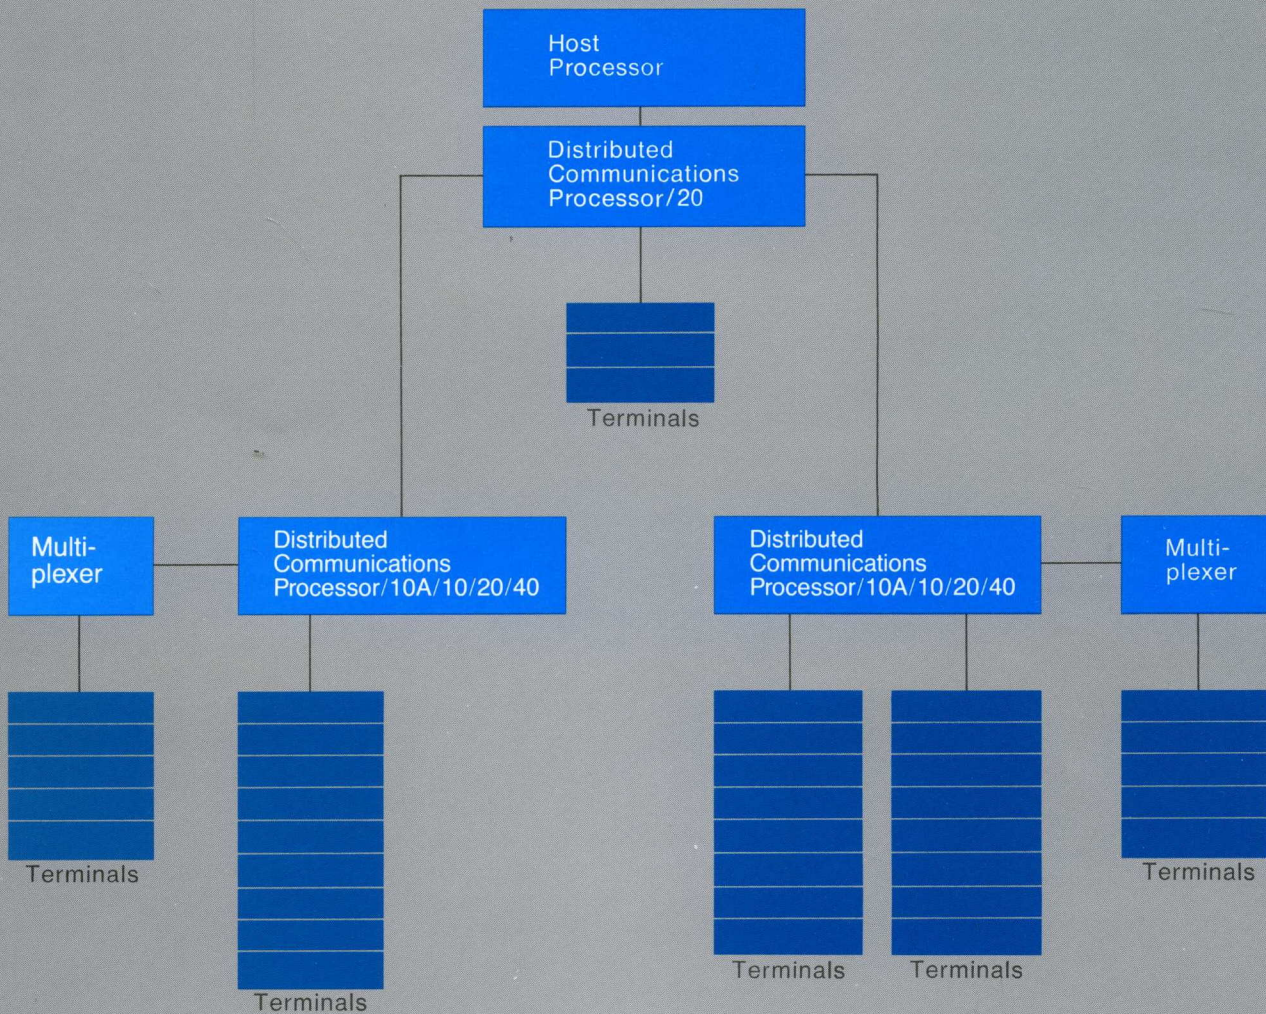 Host
Processor
Distributed
Communications
Processor/20
Terminals
Multi-
plexer
Distributed
Communications
Processor/10A/10/20/40
Distributed
Communications
Processor/10A/10/20/40
Multi-
plexer
Terminals
Terminals
Terminals
Terminals
Terminals